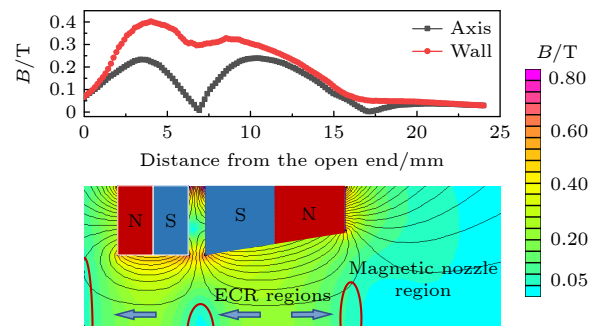 0.4
0.3
0.2
0.1
0
B/T
Axis
Wall
0 5 10 15 20 25
Distance from the open end/mm
B/T
0.80
0.60
0.40
0.20
0.05
N S S N
Magnetic nozzle
region
ECR regions